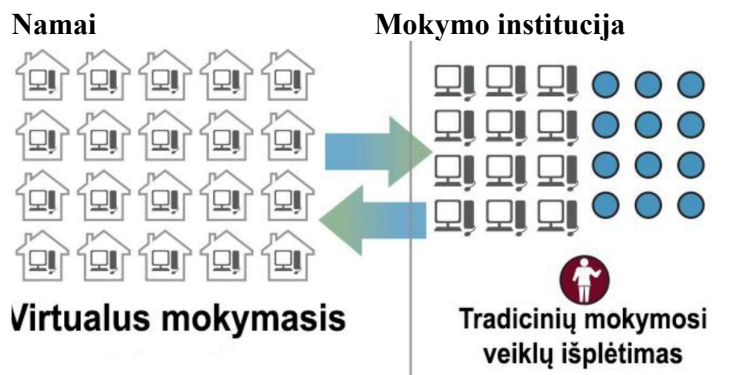 Namai
Mokymo institucija
Virtualus mokymasis
Tradicinių mokymosi
veiklų išplėtimas